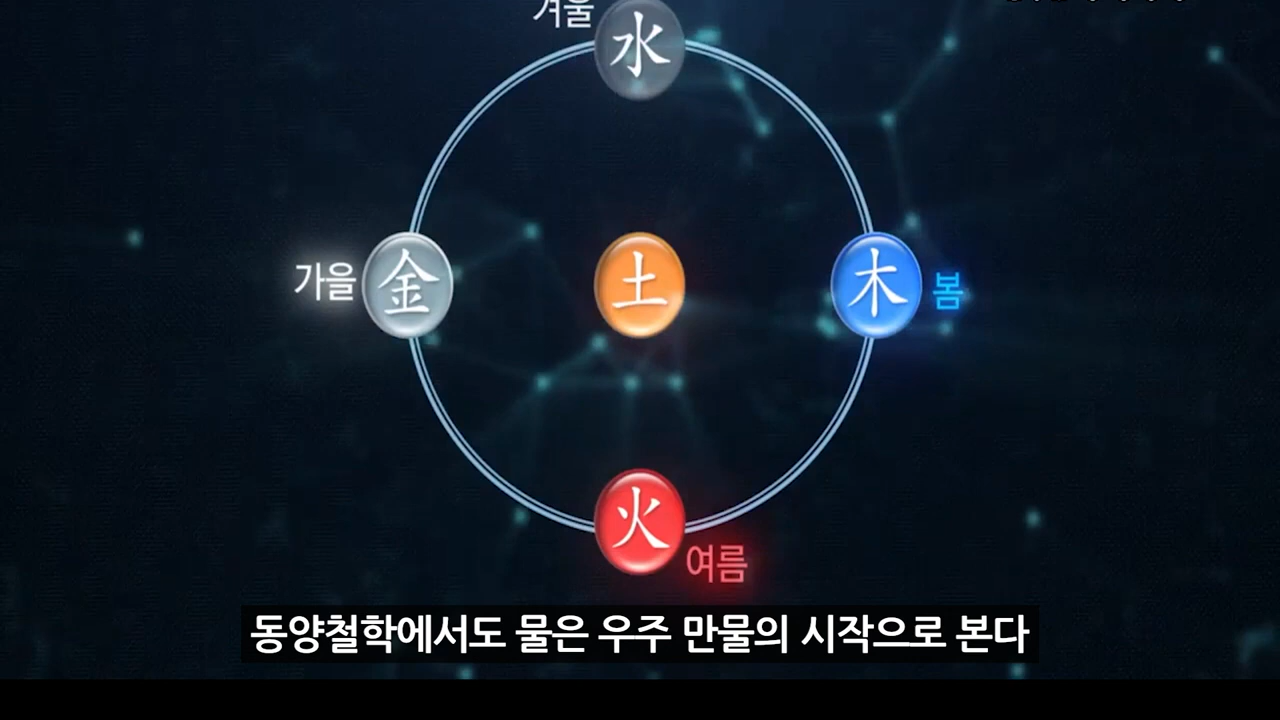 겨울
水
가을
金
土
木
봄
火
여름
동양철학에서도 물은 우주 만물의 시작으로 본다